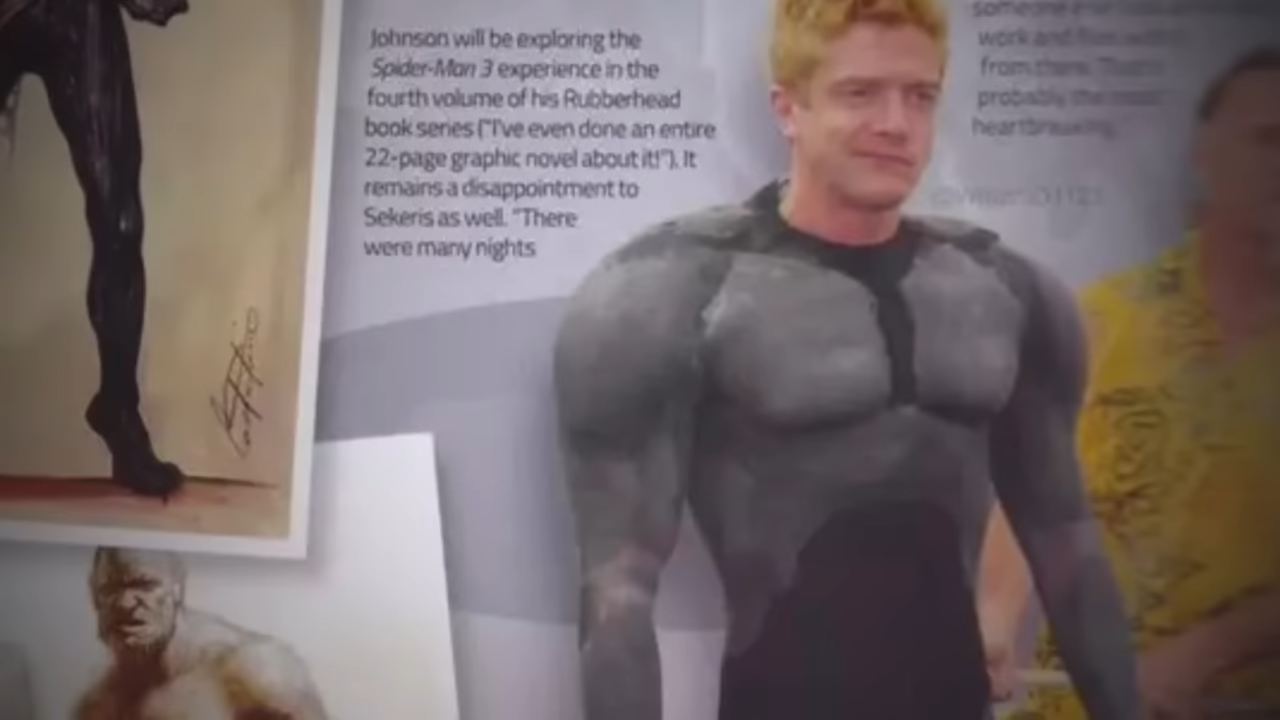 Johnson will be exploring the
Spider-Man 3 experience in the
fourth volume of his Rubberhead
book series ("I've even done an entire
22-page graphic novel about it!"). It
remains a disappointment to
Sekeris as well. "There
were many nights
work and
from there. That's
probably the most
heartbreaking